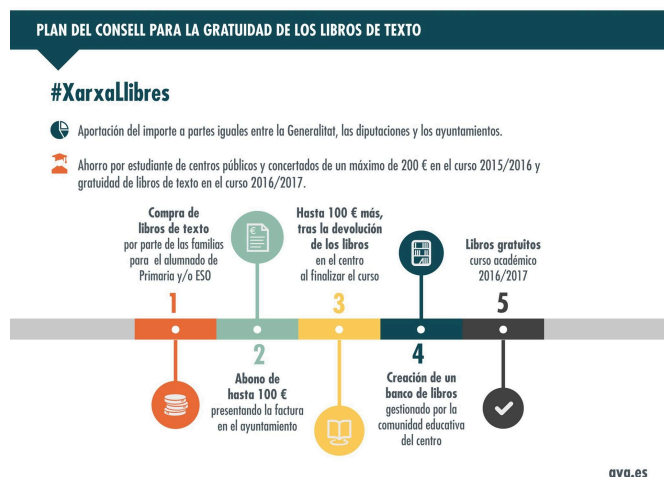 PLAN DEL CONSELL PARA LA GRATUIDAD DE LOS LIBROS DE TEXTO
#XarxaLlibres
Aportación del importe a partes iguales entre la Generalitat, las diputaciones y los ayuntamientos.
Ahorro por estudiante de centros públicos y concertados de un máximo de 200 € en el curso 2015/2016 y
gratuidad de libros de texto en el curso 2016/2017.
Compra de
libros de texto
por parte de las familias
para el alumnado de
Primaria y/o ESO
1
2
Abono de
hasta 100 €
presentando la factura
en el ayuntamiento
Hasta 100 € más,
tras la devolución
de los libros
en el centro
al finalizar el curso
3
4
Creación de un
banco de libros
gestionado por la
comunidad educativa
del centro
Libros gratuitos
curso académico
2016/2017
5
€
gva.es